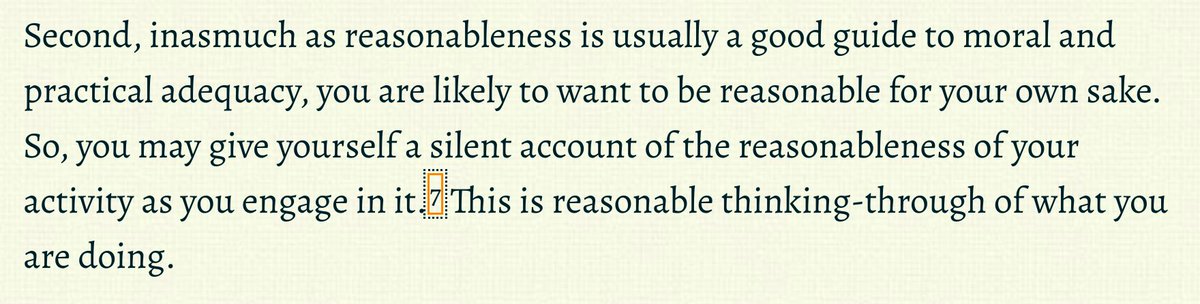 Second, inasmuch as reasonableness is usually a good guide to moral and
practical adequacy, you are likely to want to be reasonable for your own sake.
So, you may give yourself a silent account of the reasonableness of your
activity as you engage in it.7 This is reasonable thinking-through of what you
are doing.